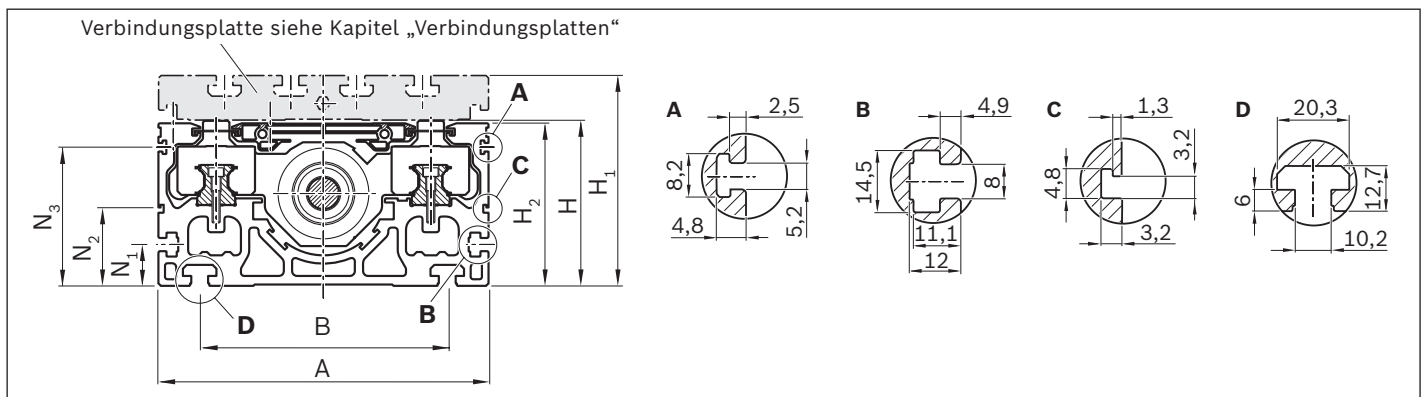 Verbindungsplatte siehe Kapitel „Verbindungsplatten“
A
C
B
D
N₃
N₂
N₁
H₂
H
H₁
B
A
A
2,5
8,2
4,8
5,2
B
4,9
14,5
8
11,1
12
C
1,3
3,2
4,8
3,2
D
20,3
6
12,7
10,2